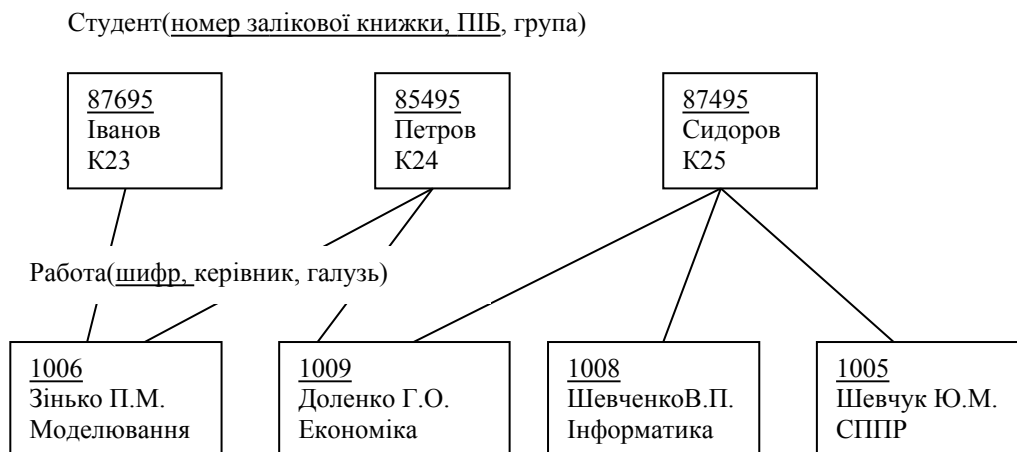 Студент(номер залікової книжки, ПІБ, група)
87695
Іванов
К23
85495
Петров
К24
87495
Сидоров
К25
Работа(шифр, керівник, галузь)
1006
Зінько П.М.
Моделювання
1009
Доленко Г.О.
Економіка
1008
ШевченкоВ.П.
Інформатика
1005
Шевчук Ю.М.
СППР